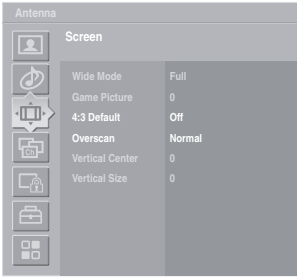 Antenna
Screen
Wide Mode Full
Game Picture 0
4:3 Default Off
Overscan Normal
Vertical Center 0
Ch
Vertical Size 0